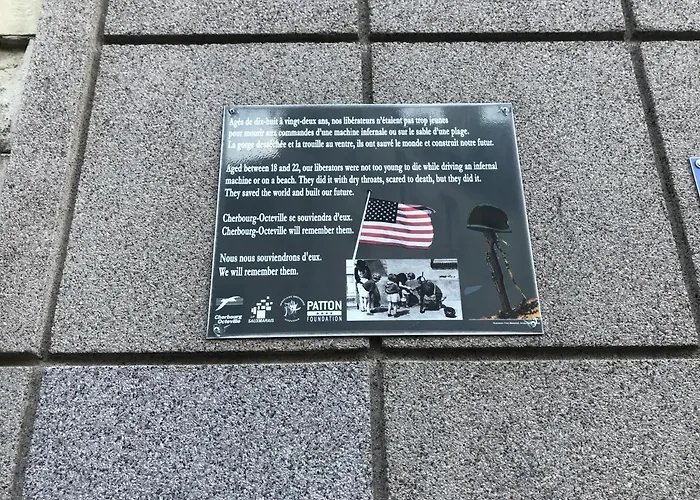 Agés de dix-huit à vingt-deux ans, nos libérateurs n'étaient pas trop jeunes
pour mourir aux commandes d'une machine infernale ou sur le sable d'une plage.
La gorge desséchée et la trouille au ventre, ils ont sauvé le monde et construit notre futur.
Aged between 18 and 22, our liberators were not too young to die while driving an infernal
machine or on a beach. They did it with dry throats, scared to death, but they did it.
They saved the world and built our future.
Cherbourg-Octeville se souviendra d'eux.
Cherbourg-Octeville will remember them.
Nous nous souviendrons d'eux.
We will remember them.
Cherbourg
Octeville
SAUXMARAIS
PATTON
FOUNDATION